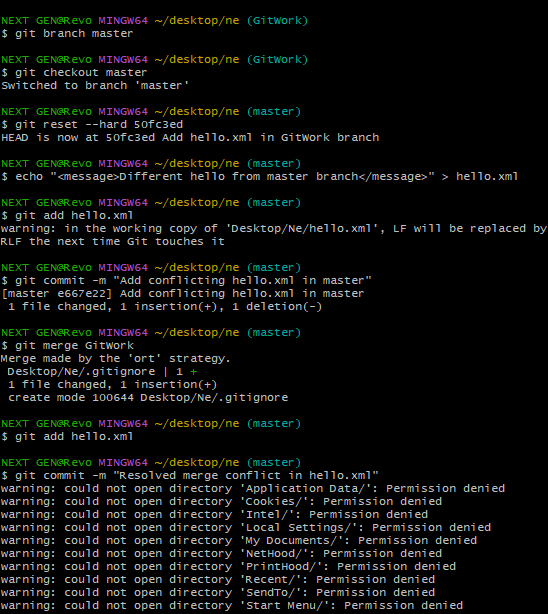 NEXT GEN@Revo MINGW64 ~/desktop/ne (GitWork)
$ git branch master
NEXT GEN@Revo MINGW64 ~/desktop/ne (GitWork)
$ git checkout master
Switched to branch 'master'
NEXT GEN@Revo MINGW64 ~/desktop/ne (master)
$ git reset --hard 50fc3ed
HEAD is now at 50fc3ed Add hello.xml in GitWork branch
NEXT GEN@Revo MINGW64 ~/desktop/ne (master)
$ echo "<message>Different hello from master branch</message>" > hello.xml
NEXT GEN@Revo MINGW64 ~/desktop/ne (master)
$ git add hello.xml
warning: in the working copy of 'Desktop/Ne/hello.xml', LF will be replaced by
RLF the next time Git touches it
NEXT GEN@Revo MINGW64 ~/desktop/ne (master)
$ git commit -m "Add conflicting hello.xml in master"
[master e667e22] Add conflicting hello.xml in master
1 file changed, 1 insertion(+), 1 deletion(-)
NEXT GEN@Revo MINGW64 ~/desktop/ne (master)
$ git merge GitWork
Merge made by the 'ort' strategy.
Desktop/Ne/.gitignore | 1 +
1 file changed, 1 insertion(+)
create mode 100644 Desktop/Ne/.gitignore
NEXT GEN@Revo MINGW64 ~/desktop/ne (master)
$ git add hello.xml
NEXT GEN@Revo MINGW64 ~/desktop/ne (master)
$ git commit -m "Resolved merge conflict in hello.xml"
warning: could not open directory 'Application Data/': Permission denied
warning: could not open directory 'Cookies/': Permission denied
warning: could not open directory 'Intel/': Permission denied
warning: could not open directory 'Local Settings/': Permission denied
warning: could not open directory 'My Documents/': Permission denied
warning: could not open directory 'NetHood/': Permission denied
warning: could not open directory 'PrintHood/': Permission denied
warning: could not open directory 'Recent/': Permission denied
warning: could not open directory 'SendTo/': Permission denied
warning: could not open directory 'Start Menu/': Permission denied